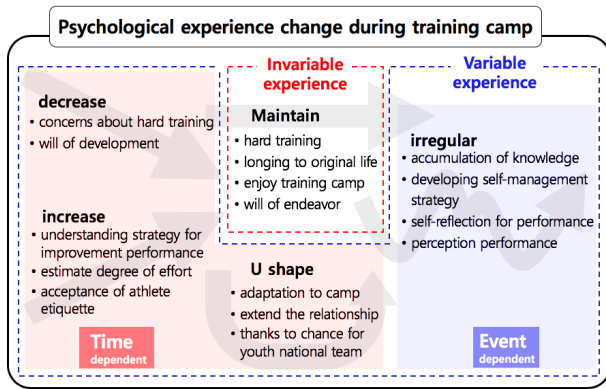 Psychological experience change during training camp
Invariable
experience
Variable
experience
decrease
• concerns about hard training
• will of development
Maintain
• hard training
• longing to original life
• enjoy training camp
• will of endeavor
irregular
• accumulation of knowledge
• developing self-management
strategy
• self-reflection for performance
• perception performance
increase
• understanding strategy for
improvement performance
• estimate degree of effort
• acceptance of athlete
etiquette
U shape
• adaptation to camp
• extend the relationship
• thanks to chance for
youth national team
Time
dependent
Event
dependent